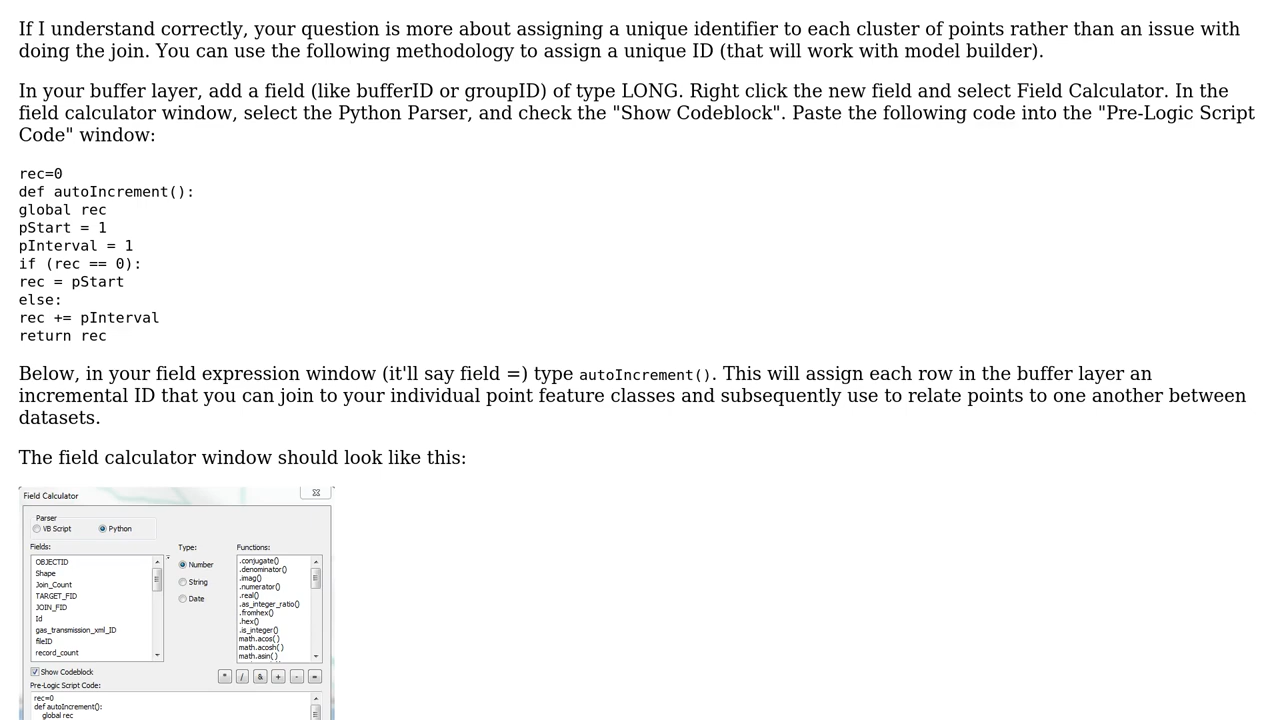 If I understand correctly, your question is more about assigning a unique identifier to each cluster of points rather than an issue with
doing the join. You can use the following methodology to assign a unique ID (that will work with model builder).
In your buffer layer, add a field (like bufferID or groupID) of type LONG. Right click the new field and select Field Calculator. In the
field calculator window, select the Python Parser, and check the "Show Codeblock". Paste the following code into the "Pre-Logic Script
Code" window:
rec=0
def autoIncrement():
global rec
pStart = 1
pInterval = 1
if (rec == 0):
rec = pStart
else:
rec += pInterval
return rec
Below, in your field expression window (it'll say field =) type autoIncrement(). This will assign each row in the buffer layer an
incremental ID that you can join to your individual point feature classes and subsequently use to relate points to one another between
datasets.
The field calculator window should look like this:
Field Calculator
Parser
VB Script Python
Fields: Type: Functions:
OBJECTID
Shape
Join_Count
TARGET_FID
JOIN_FID
Id
gas_transmission_xml_ID
fileID
record_count
Number
String
Date
.conjugate()
.denominator()
.imag()
.numerator()
.real()
.as_integer_ratio()
.fromhex()
.hex()
.is_integer()
math.acos( )
math.acosh( )
math.asin( )
Show Codeblock
* / & + - =
Pre-Logic Script Code:
rec=0
def autoIncrement():
global rec